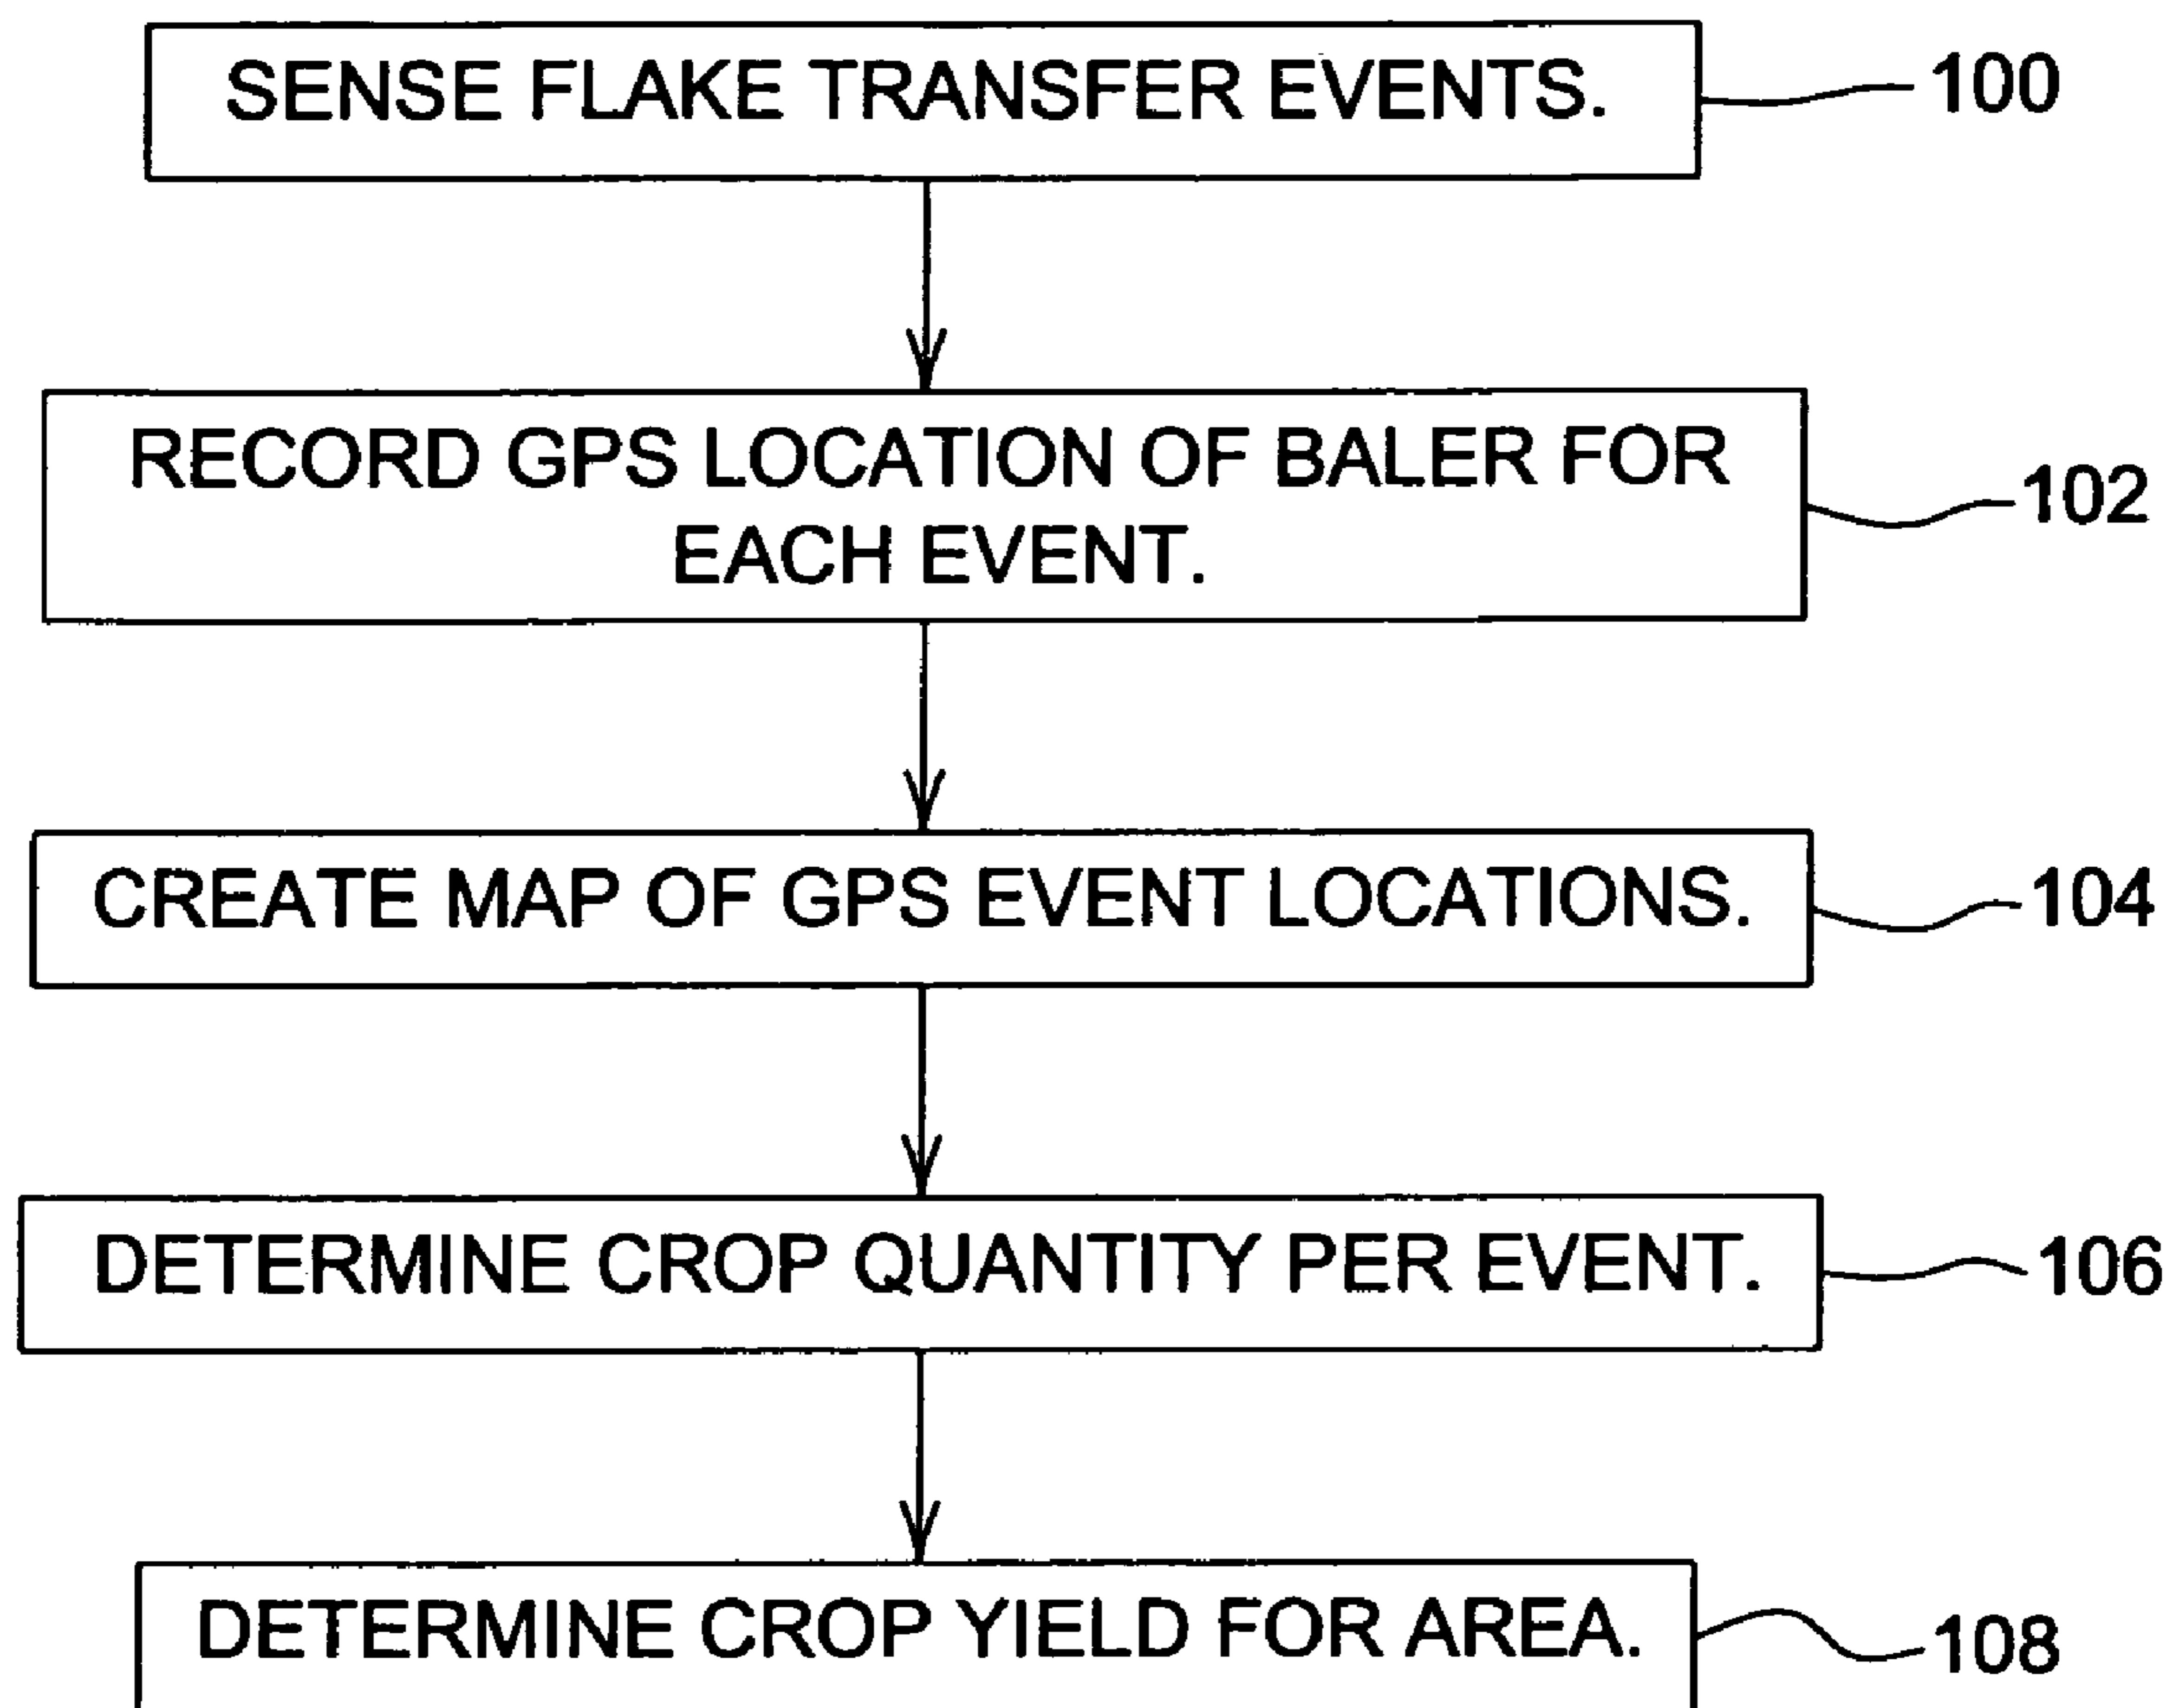 SENSE FLAKE TRANSFER EVENTS.
100
RECORD GPS LOCATION OF BALER FOR
EACH EVENT.
102
CREATE MAP OF GPS EVENT LOCATIONS.
104
DETERMINE CROP QUANTITY PER EVENT.
106
DETERMINE CROP YIELD FOR AREA.
108